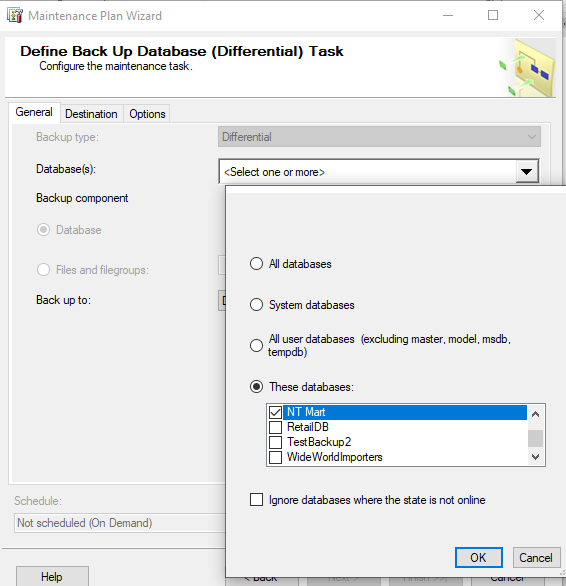 Maintenance Plan Wizard
Define Back Up Database (Differential) Task
Configure the maintenance task.
General
Destination
Options
Backup type:
Differential
Database(s):
<Select one or more>
Backup component
Database
Files and filegroups:
Back up to:
All databases
System databases
All user databases (excluding master, model, msdb,
tempdb)
These databases:
NT Mart
RetailDB
TestBackup2
WideWorldImporters
Ignore databases where the state is not online
OK
Cancel
Schedule:
Not scheduled (On Demand)
Help
< Back
Next >
Cancel